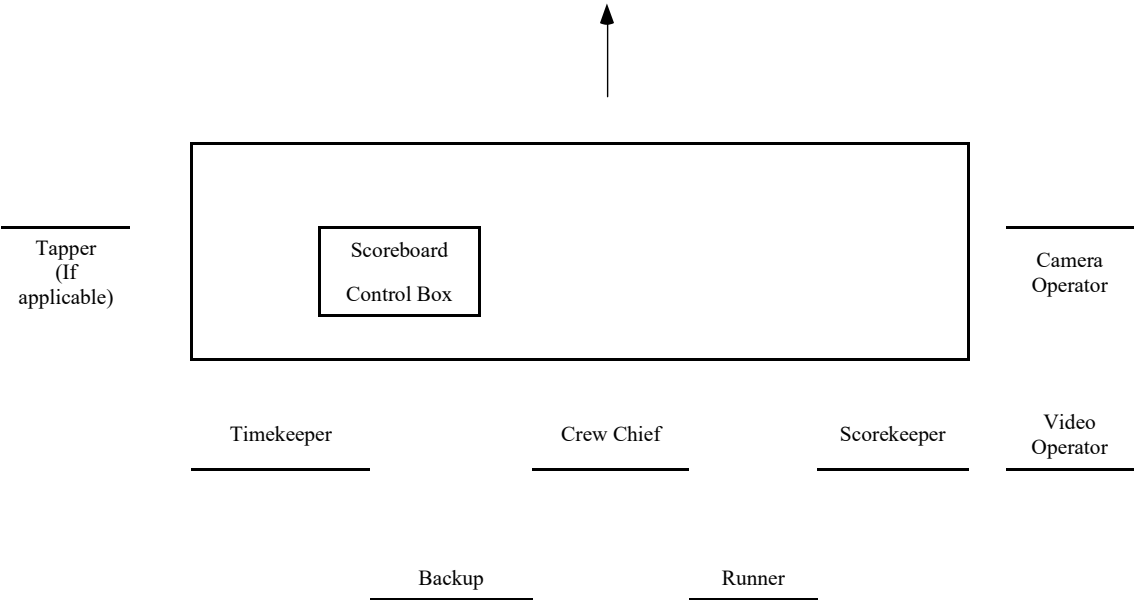 Tapper
(If
applicable)
Scoreboard
Control Box
Camera
Operator
Timekeeper
Crew Chief
Scorekeeper
Video
Operator
Backup
Runner